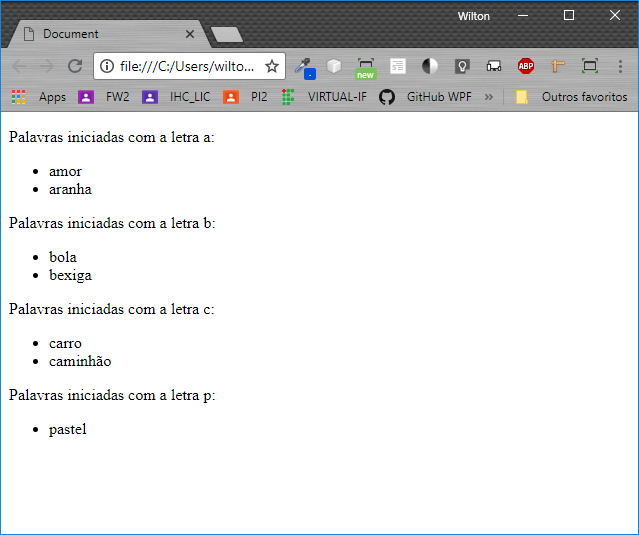 Wilton
Document
file:///C:/Users/wilto...
ABP
new
Apps FW2 IHC_LIC PI2 VIRTUAL-IF GitHub WPF » Outros favoritos
Palavras iniciadas com a letra a:
• amor
• aranha
Palavras iniciadas com a letra b:
• bola
• bexiga
Palavras iniciadas com a letra c:
• carro
• caminhão
Palavras iniciadas com a letra p:
• pastel